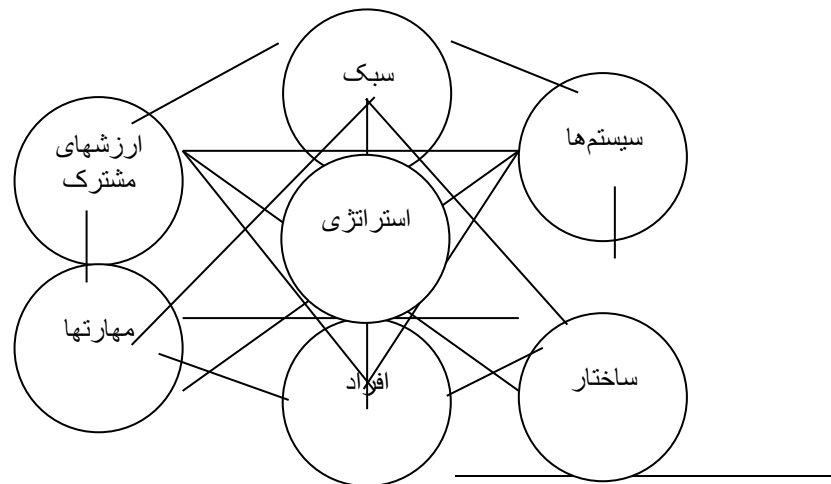 سبک
سیستم‌ها
ارزشهای
مشترک
استراتژی
مهارتها
افراد
ساختار